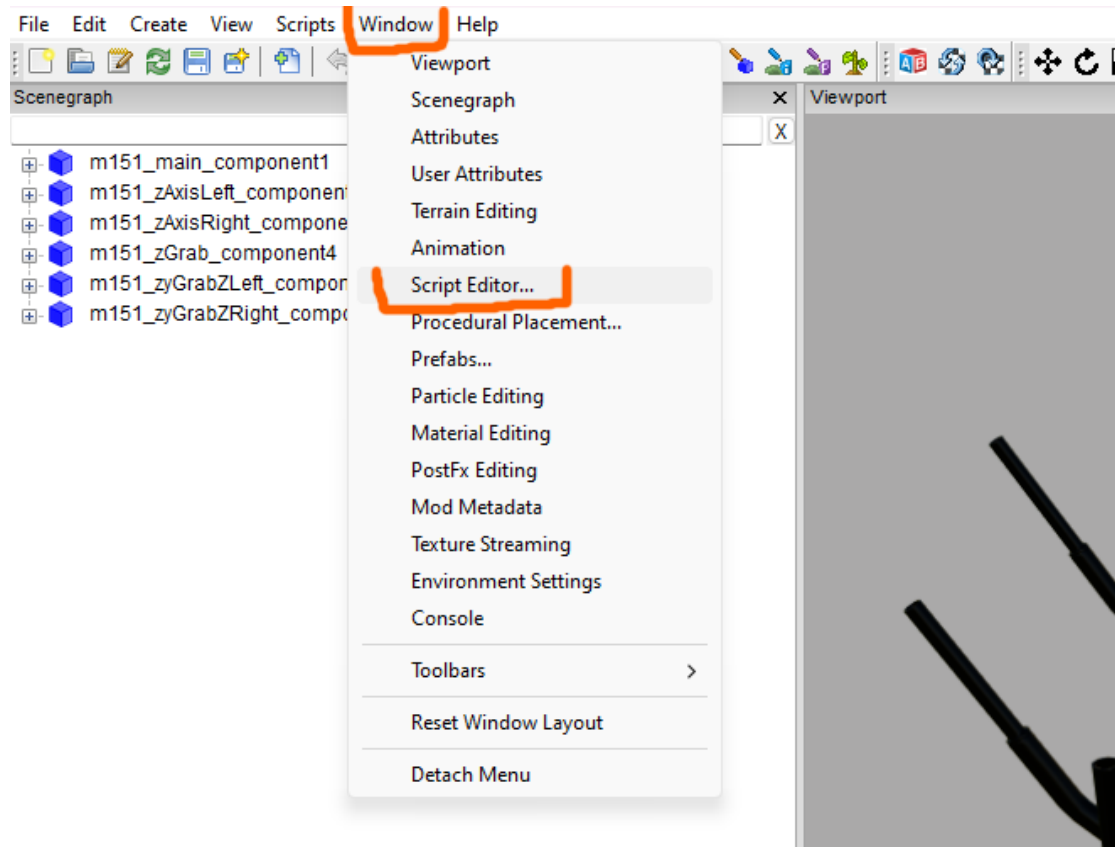 File Edit Create View Scripts Window Help
Scenegraph
Viewport
X
m151_main_component1
m151_zAxisLeft_component
m151_zAxisRight_compone
m151_zGrab_component4
m151_zyGrabZLeft_compon
m151_zyGrabZRight_compo
Viewport
Scenegraph
Attributes
User Attributes
Terrain Editing
Animation
Script Editor...
Procedural Placement...
Prefabs...
Particle Editing
Material Editing
PostFx Editing
Mod Metadata
Texture Streaming
Environment Settings
Console
Toolbars
Reset Window Layout
Detach Menu